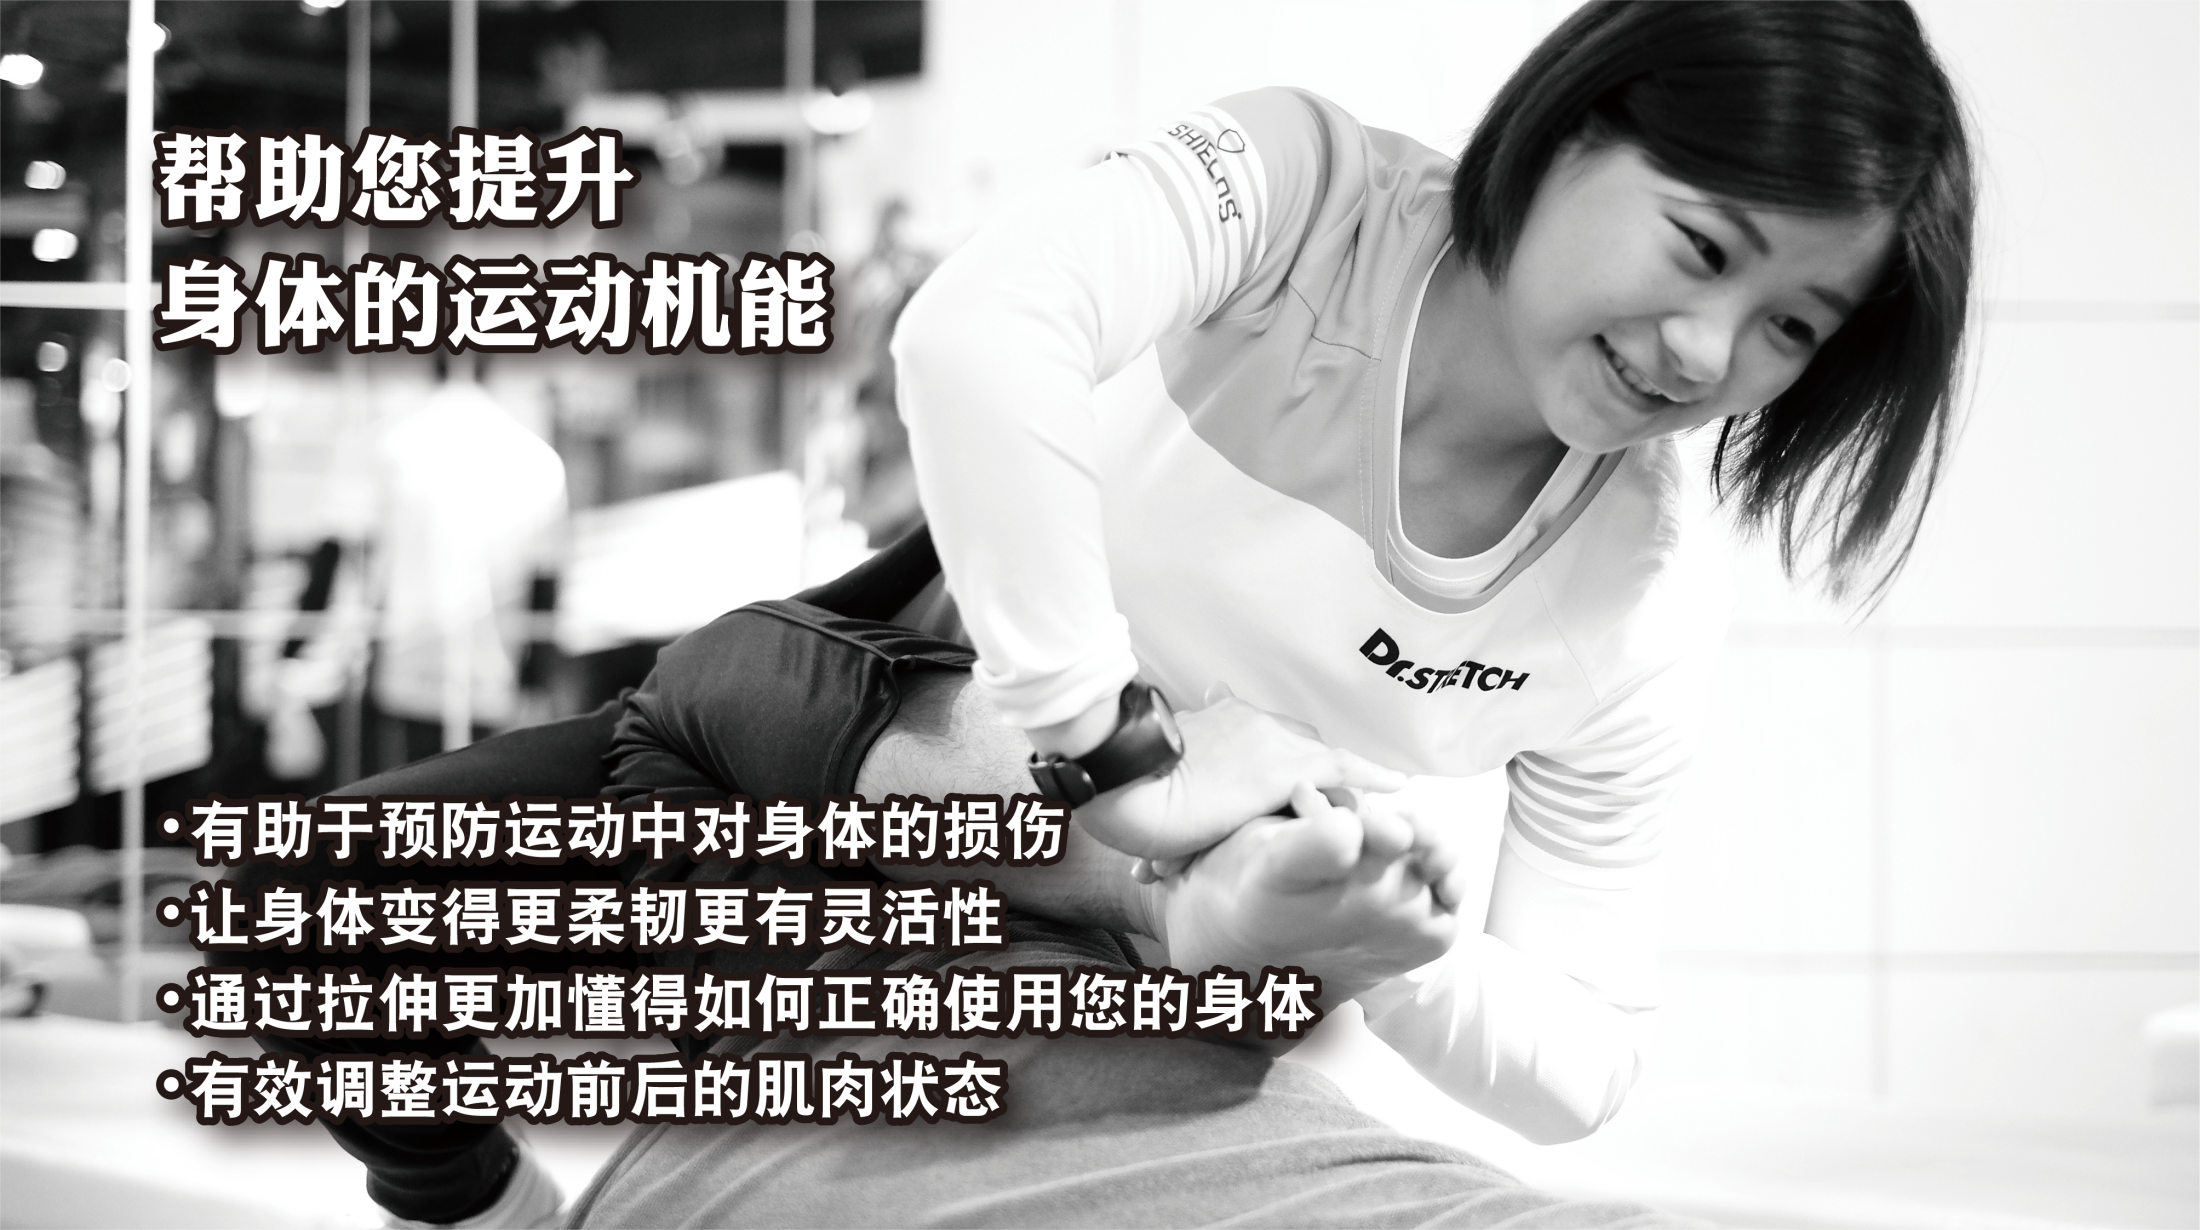 帮助您提升
身体的运动机能
SHIELDS
Dr.STRETCH
·有助于预防运动中对身体的损伤
·让身体变得更柔韧更有灵活性
·通过拉伸更加懂得如何正确使用您的身体
·有效调整运动前后的肌肉状态